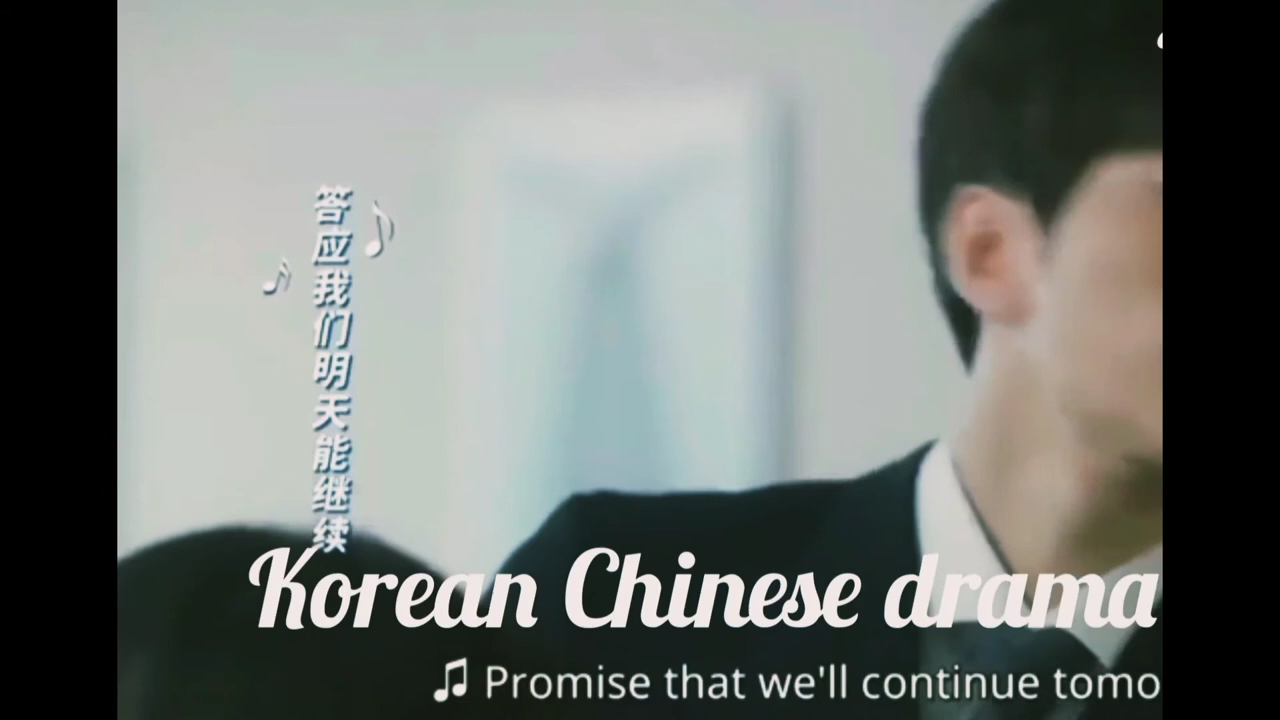 答应我们明天能继续
Korean Chinese drama
♫ Promise that we'll continue tomo